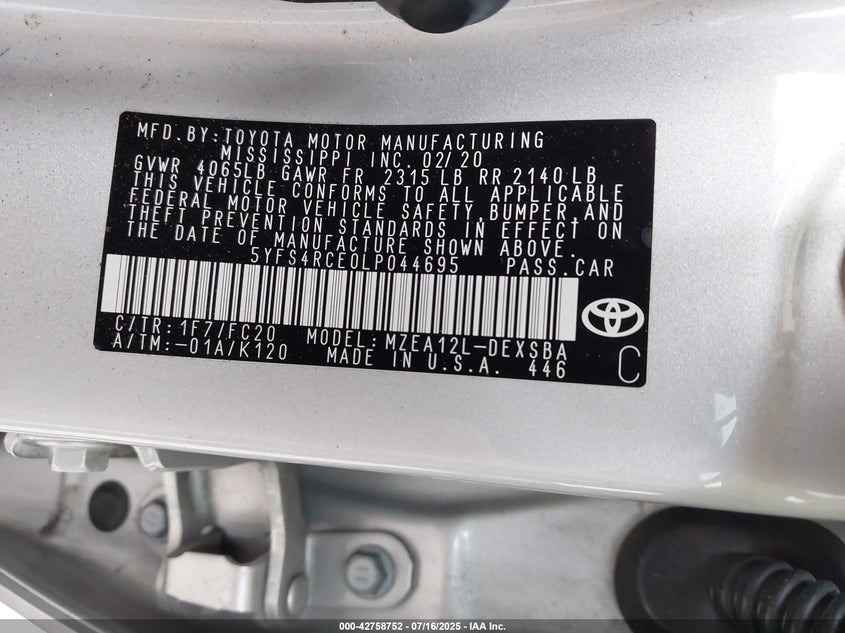 MFD.BY:TOYOTA MOTOR MANUFACTURING
MISSISSIPPI INC. 02/20
GVWR 4065LB GAWR FR 2315 LB RR 2140 LB
THIS VEHICLE CONFORMS TO ALL APPLICABLE
FEDERAL MOTOR VEHICLE SAFETY,BUMPER,AND
THEFT PREVENTION STANDARDS IN EFFECT ON
THE DATE OF MANUFACTURE SHOWN ABOVE.
5YFS4RCE0LP044695 PASS.CAR
C/TR:1F7/FC20 MODEL:MZEA12L-DEXSBA
A/TM:-01A/K120 MADE IN U.S.A. 446
C
000-42758752 / 07/16/2025 - IAA Inc.